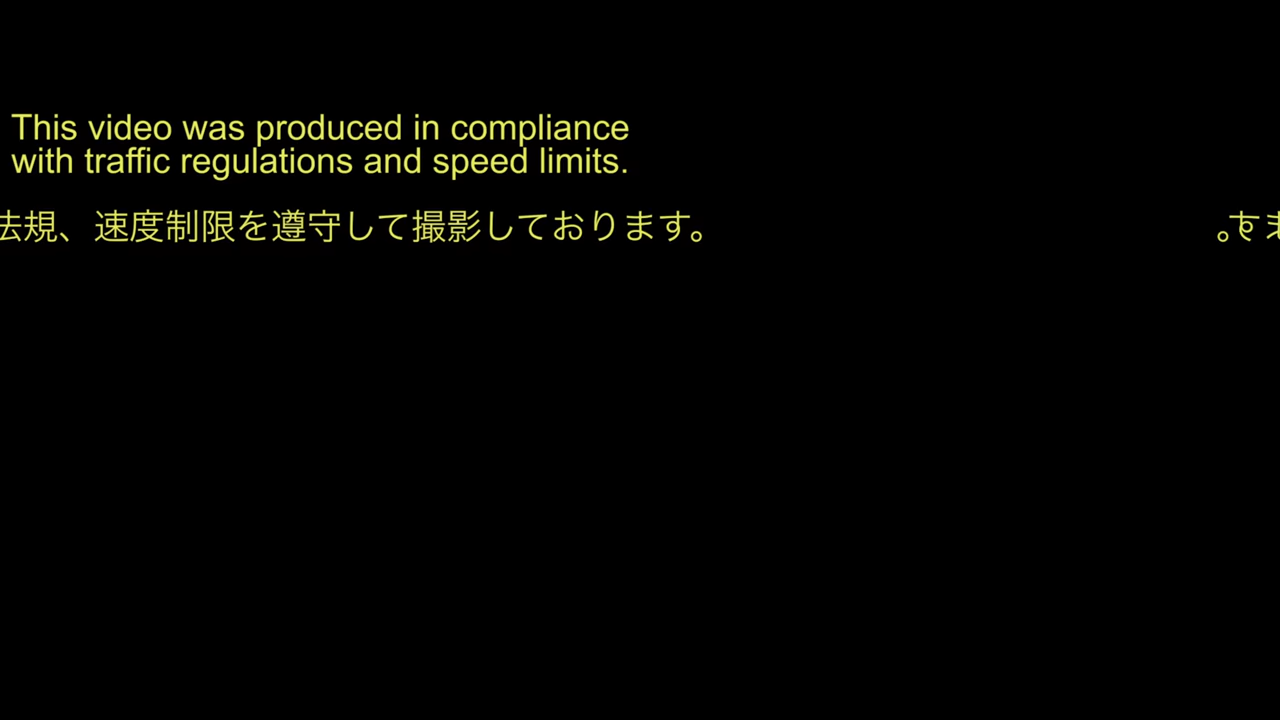 This video was produced in compliance
with traffic regulations and speed limits.
法規、速度制限を遵守して撮影しております。